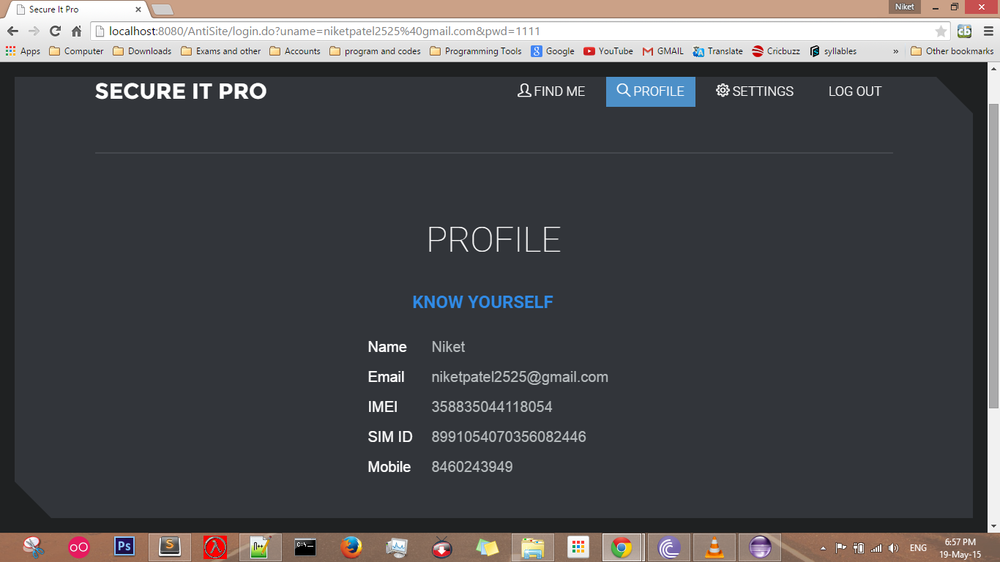 Secure It Pro
Niket
localhost:8080/AntiSite/login.do?uname=niketpatel2525%40gmail.com&pwd=1111
cb
Apps Computer Downloads Exams and other Accounts program and codes Programming Tools Google YouTube GMAIL Translate Cricbuzz syllables » Other bookmarks
SECURE IT PRO
FIND ME PROFILE SETTINGS LOG OUT
PROFILE
KNOW YOURSELF
Name Niket
Email niketpatel2525@gmail.com
IMEI 358835044118054
SIM ID 8991054070356082446
Mobile 8460243949
Ps
S
ENG
6:57 PM
19-May-15